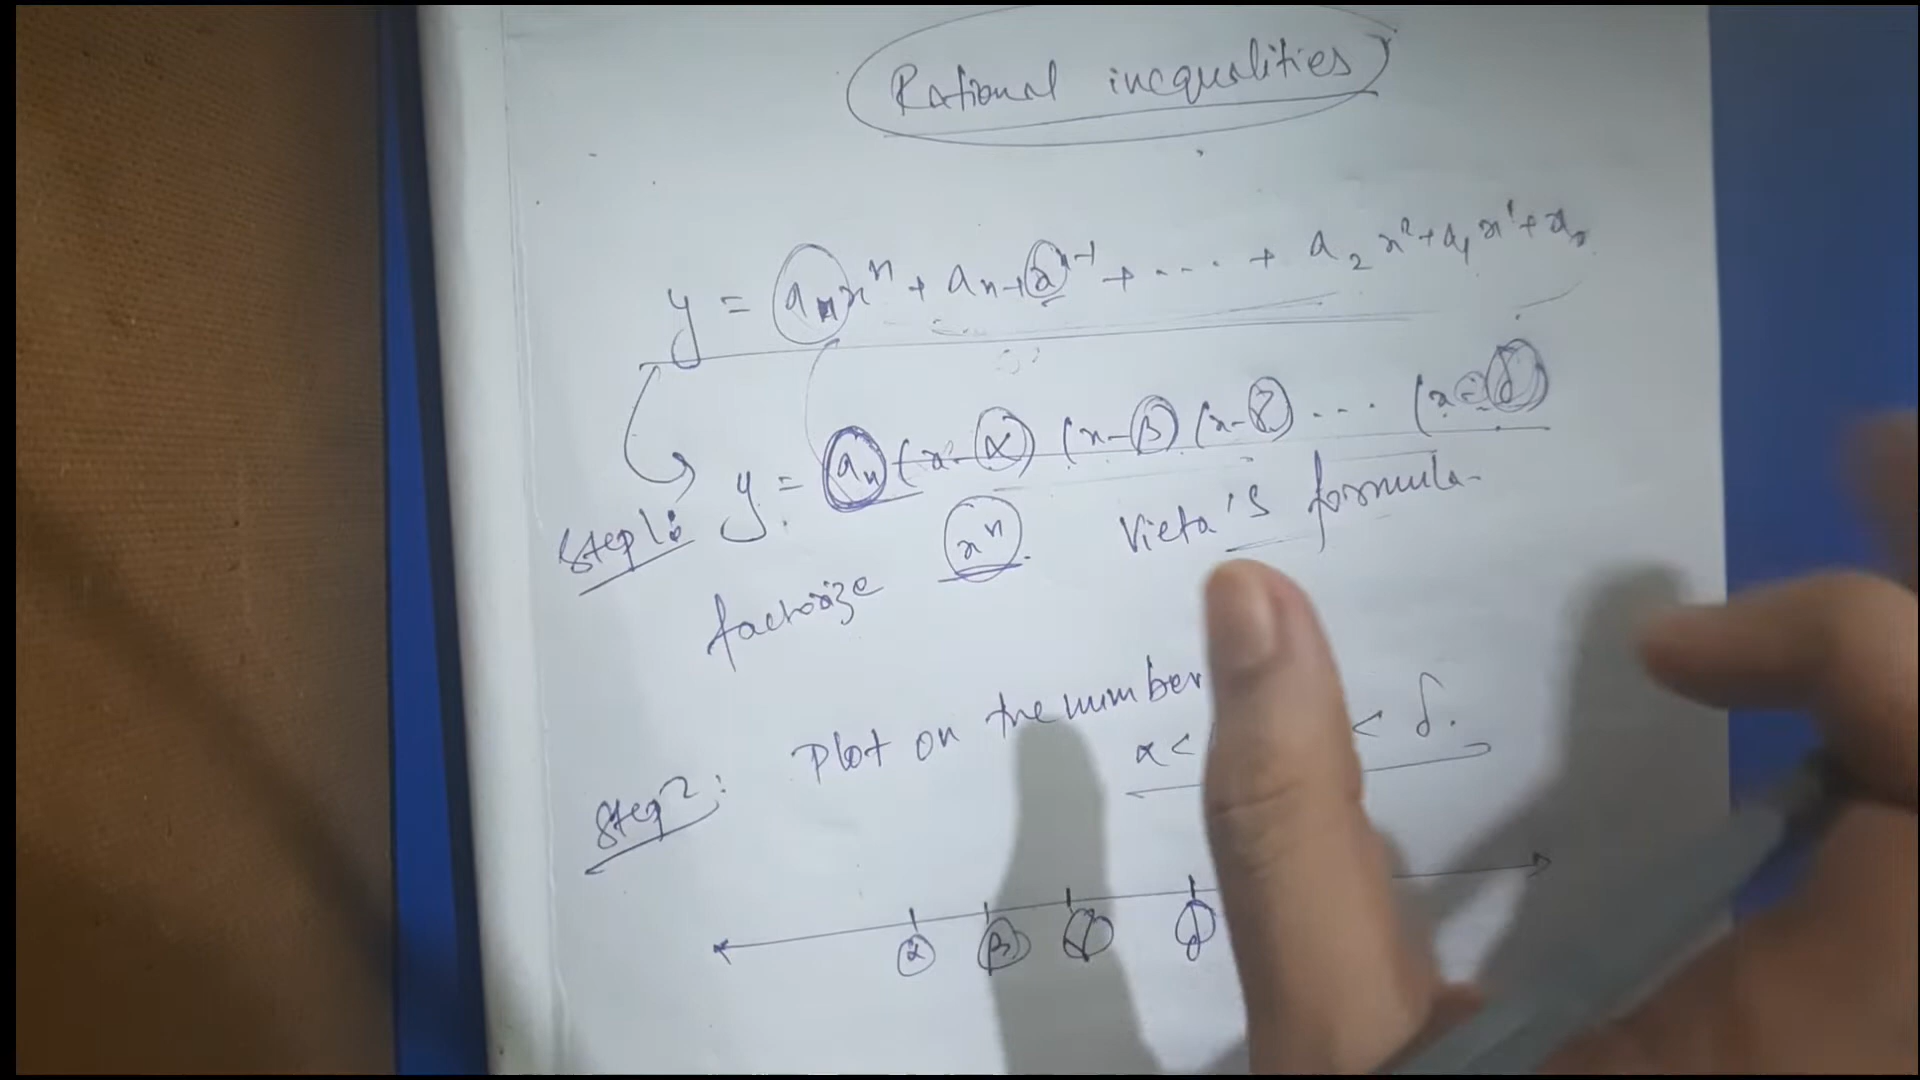 Rational inequalities
y = aₙxⁿ + aₙ₋₁xⁿ⁻¹ + .... + a₂x² + a₁x¹ + a₀
Step 1: y = aₙ (x-α) (x-β) (x-γ) .... (x-δ)
factorize xⁿ. Vieta's formula.
Step 2: Plot on the number
α < < δ.
α β γ δ